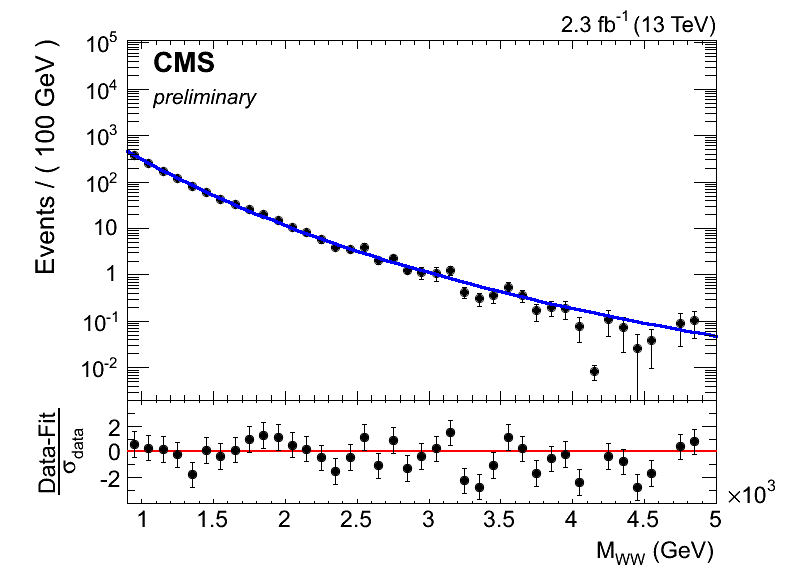 2.3 fb⁻¹ (13 TeV)
CMS
preliminary
Events / ( 100 GeV )
10⁵
10⁴
10³
10²
10
1
10⁻¹
10⁻²
Data-Fit
σdata
2
0
-2
1 1.5 2 2.5 3 3.5 4 4.5 5
×10³
M_WW (GeV)